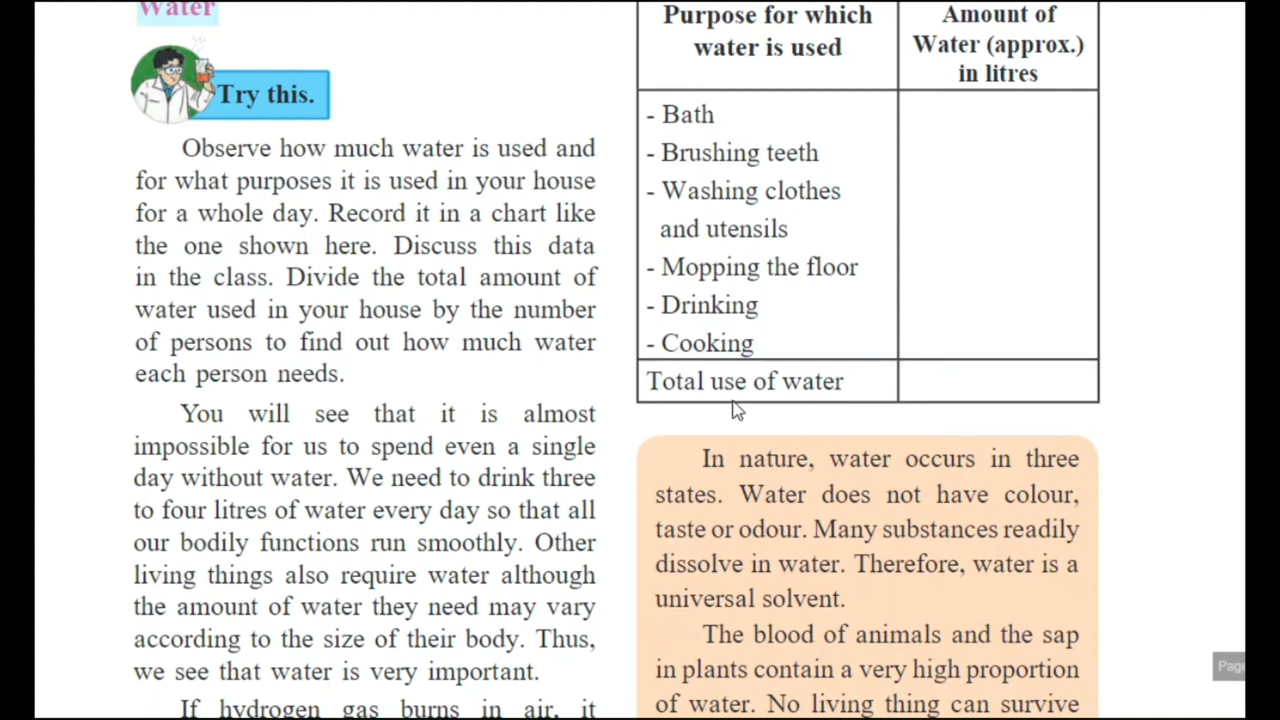 Water
Try this.
Observe how much water is used and
for what purposes it is used in your house
for a whole day. Record it in a chart like
the one shown here. Discuss this data
in the class. Divide the total amount of
water used in your house by the number
of persons to find out how much water
each person needs.
You will see that it is almost
impossible for us to spend even a single
day without water. We need to drink three
to four litres of water every day so that all
our bodily functions run smoothly. Other
living things also require water although
the amount of water they need may vary
according to the size of their body. Thus,
we see that water is very important.
If hydrogen gas burns in air, it
Purpose for which
water is used
Amount of
Water (approx.)
in litres
- Bath
- Brushing teeth
- Washing clothes
and utensils
- Mopping the floor
- Drinking
- Cooking
Total use of water
In nature, water occurs in three
states. Water does not have colour,
taste or odour. Many substances readily
dissolve in water. Therefore, water is a
universal solvent.
The blood of animals and the sap
in plants contain a very high proportion
of water. No living thing can survive
Page